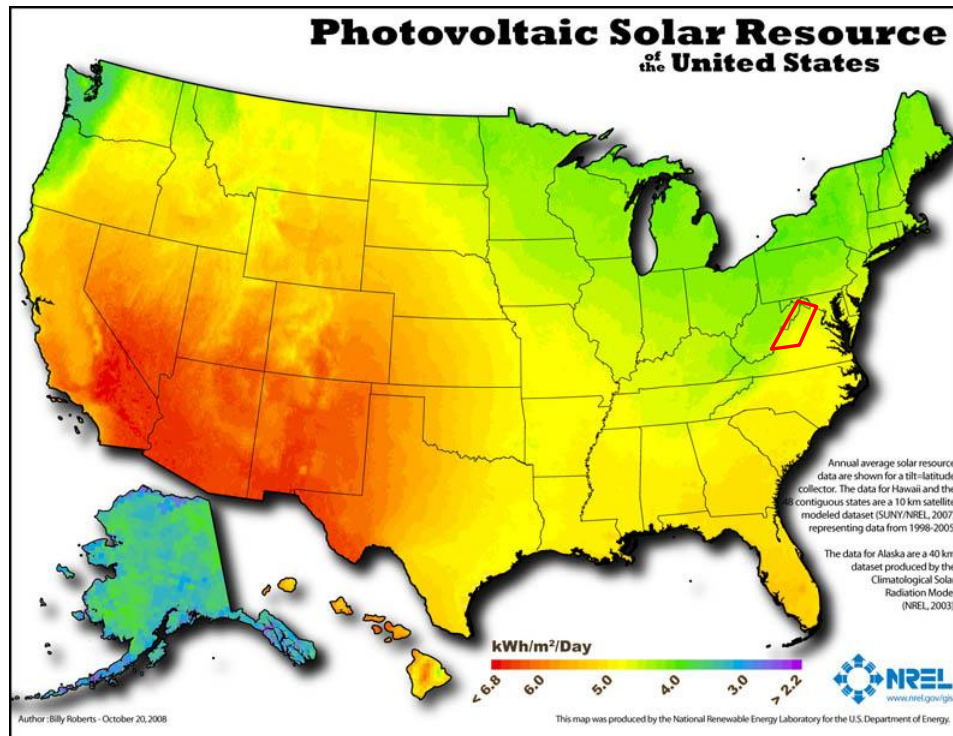 Photovoltaic Solar Resource
of the United States
Annual average solar resource
data are shown for a tilt=latitude
collector. The data for Hawaii and the
48 contiguous states are a 10 km satellite
modeled dataset (SUNY/NREL, 2007)
representing data from 1998-2005.
The data for Alaska are a 40 km
dataset produced by the
Climatological Solar
Radiation Model
(NREL, 2003)
kWh/m²/Day
< 6.8 6.0 5.0 4.0 3.0 > 2.2
NREL
www.nrel.gov/gis
Author : Billy Roberts - October 20, 2008
This map was produced by the National Renewable Energy Laboratory for the U.S. Department of Energy.